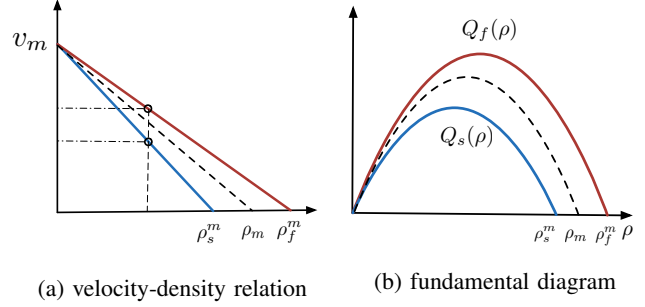 v_m
ρ_s^m ρ_m ρ_f^m
(a) velocity-density relation
Q_f(ρ)
Q_s(ρ)
ρ_s^m ρ_m ρ_f^m ρ
(b) fundamental diagram